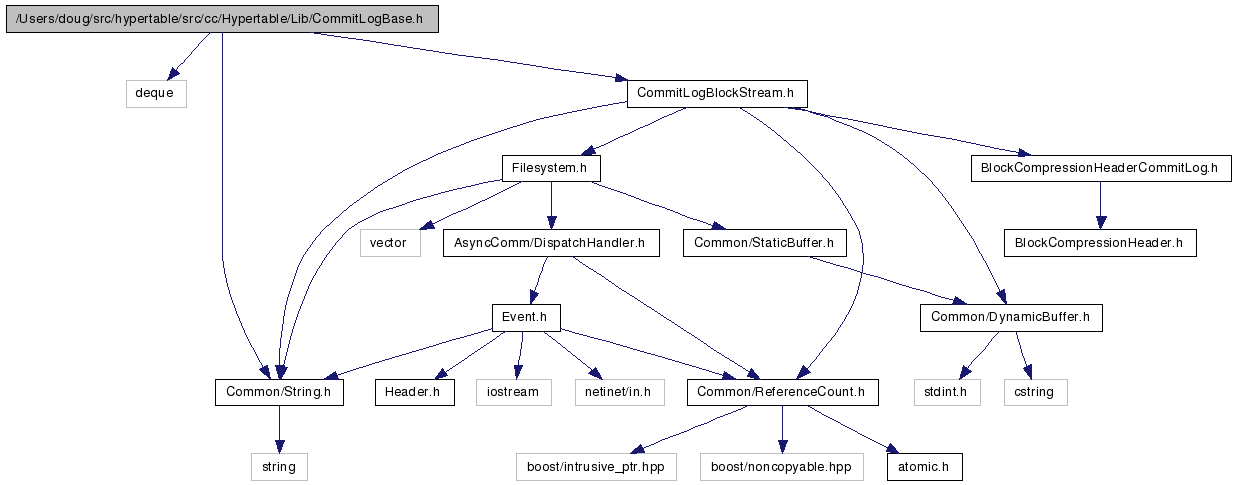 /Users/doug/src/hypertable/src/cc/Hypertable/Lib/CommitLogBase.h
deque
CommitLogBlockStream.h
Filesystem.h
BlockCompressionHeaderCommitLog.h
vector
AsyncComm/DispatchHandler.h
Common/StaticBuffer.h
BlockCompressionHeader.h
Event.h
Common/DynamicBuffer.h
Common/String.h
Header.h
iostream
netinet/in.h
Common/ReferenceCount.h
stdint.h
cstring
string
boost/intrusive_ptr.hpp
boost/noncopyable.hpp
atomic.h